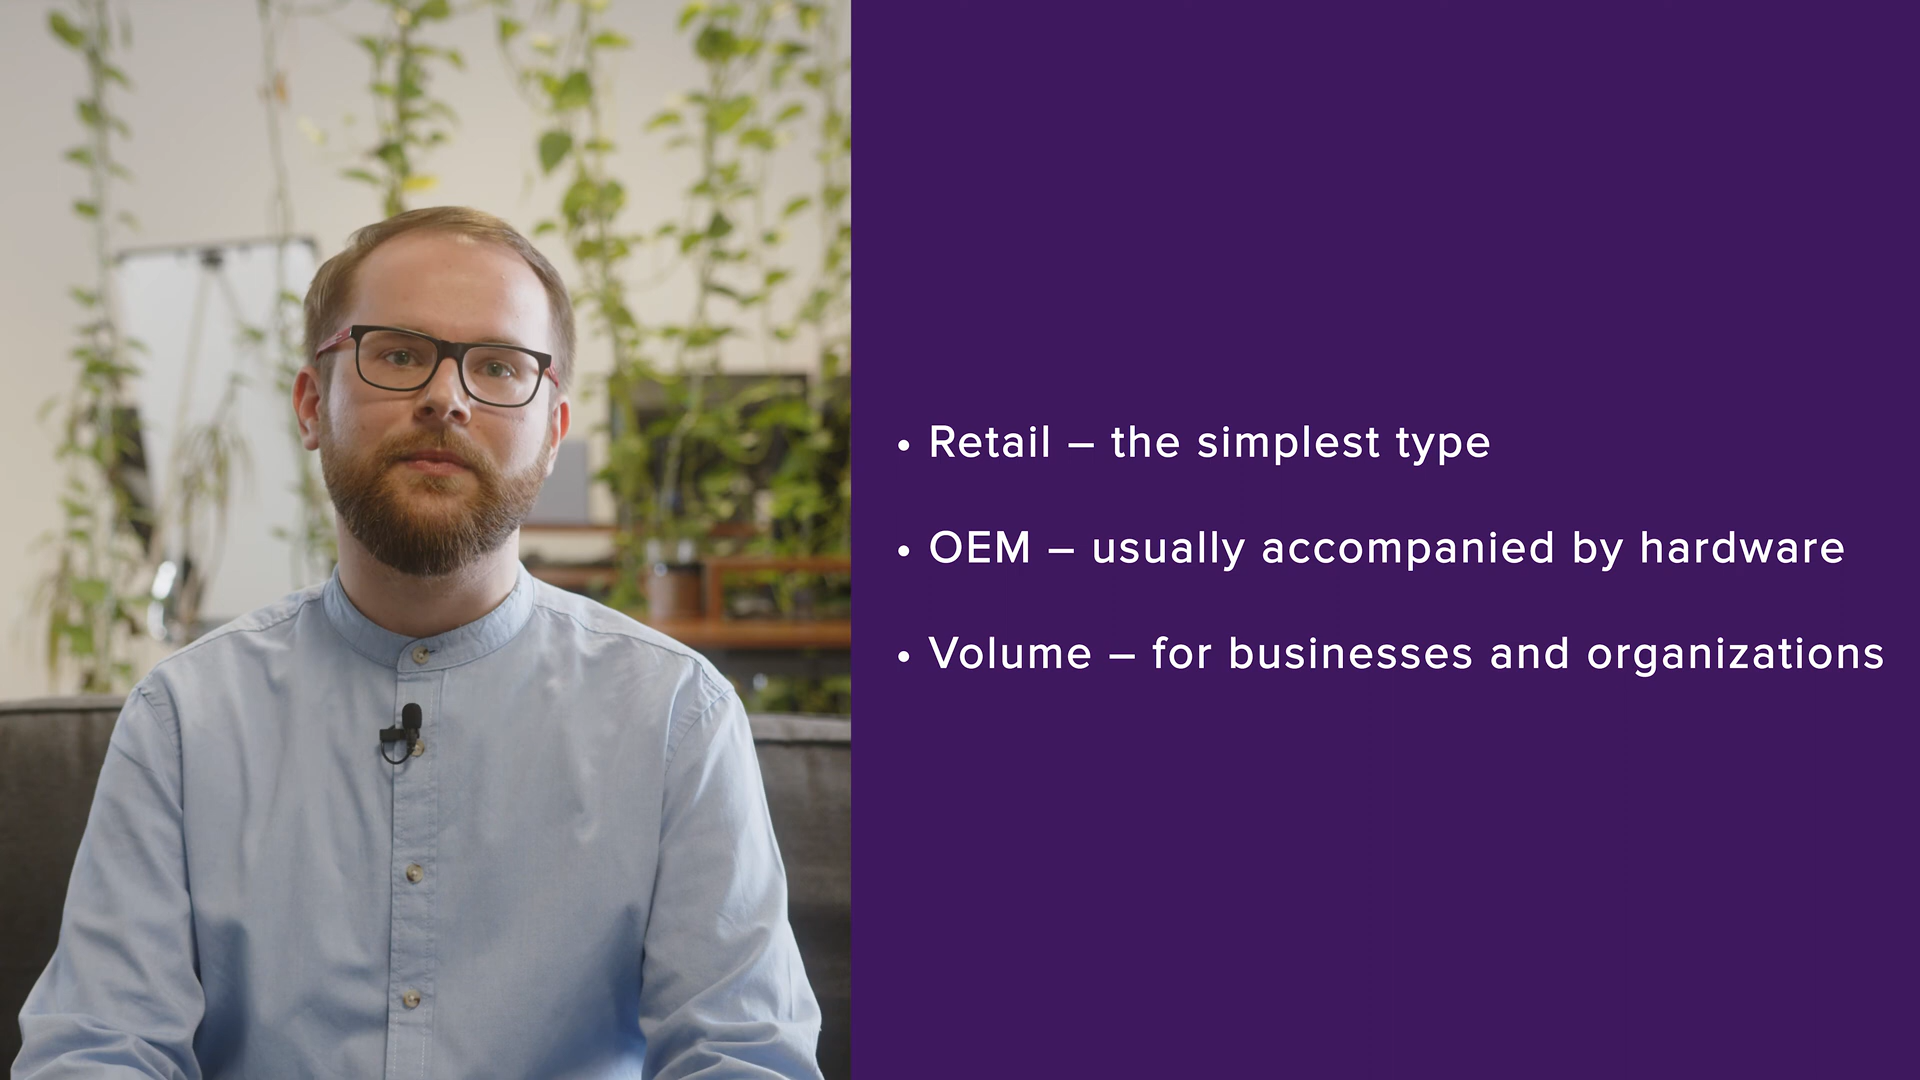 • Retail – the simplest type
• OEM – usually accompanied by hardware
• Volume – for businesses and organizations